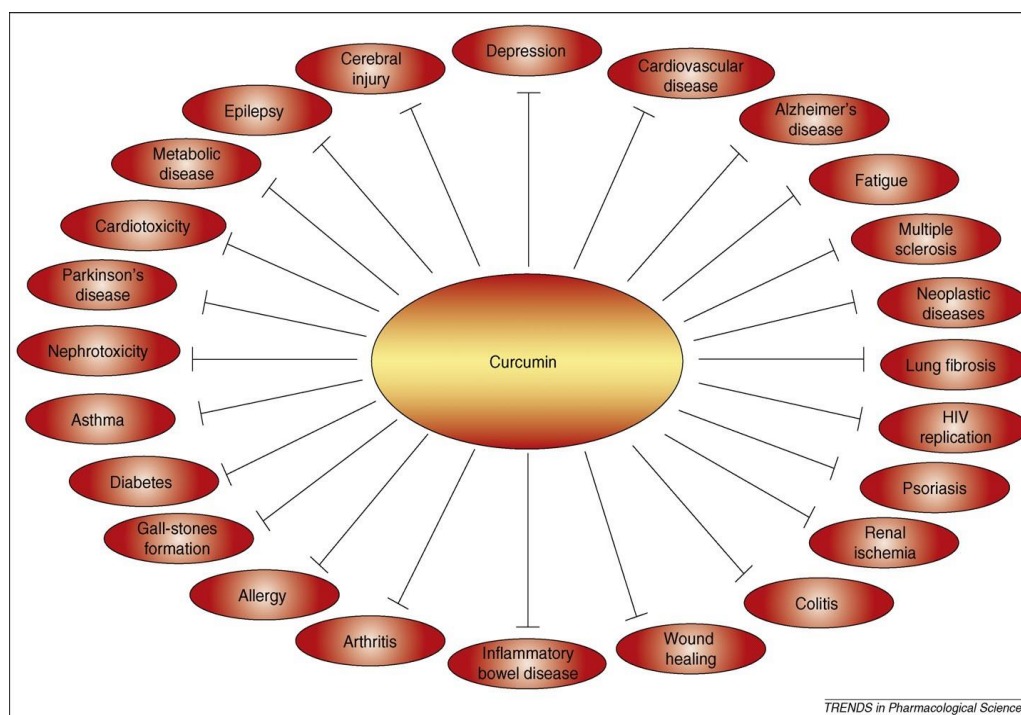 Depression
Cardiovascular
disease
Alzheimer's
disease
Fatigue
Multiple
sclerosis
Neoplastic
diseases
Lung fibrosis
HIV
replication
Psoriasis
Renal
ischemia
Colitis
Wound
healing
Inflammatory
bowel disease
Arthritis
Allergy
Gall-stones
formation
Diabetes
Asthma
Nephrotoxicity
Parkinson's
disease
Cardiotoxicity
Metabolic
disease
Epilepsy
Cerebral
injury
Curcumin
TRENDS in Pharmacological Science